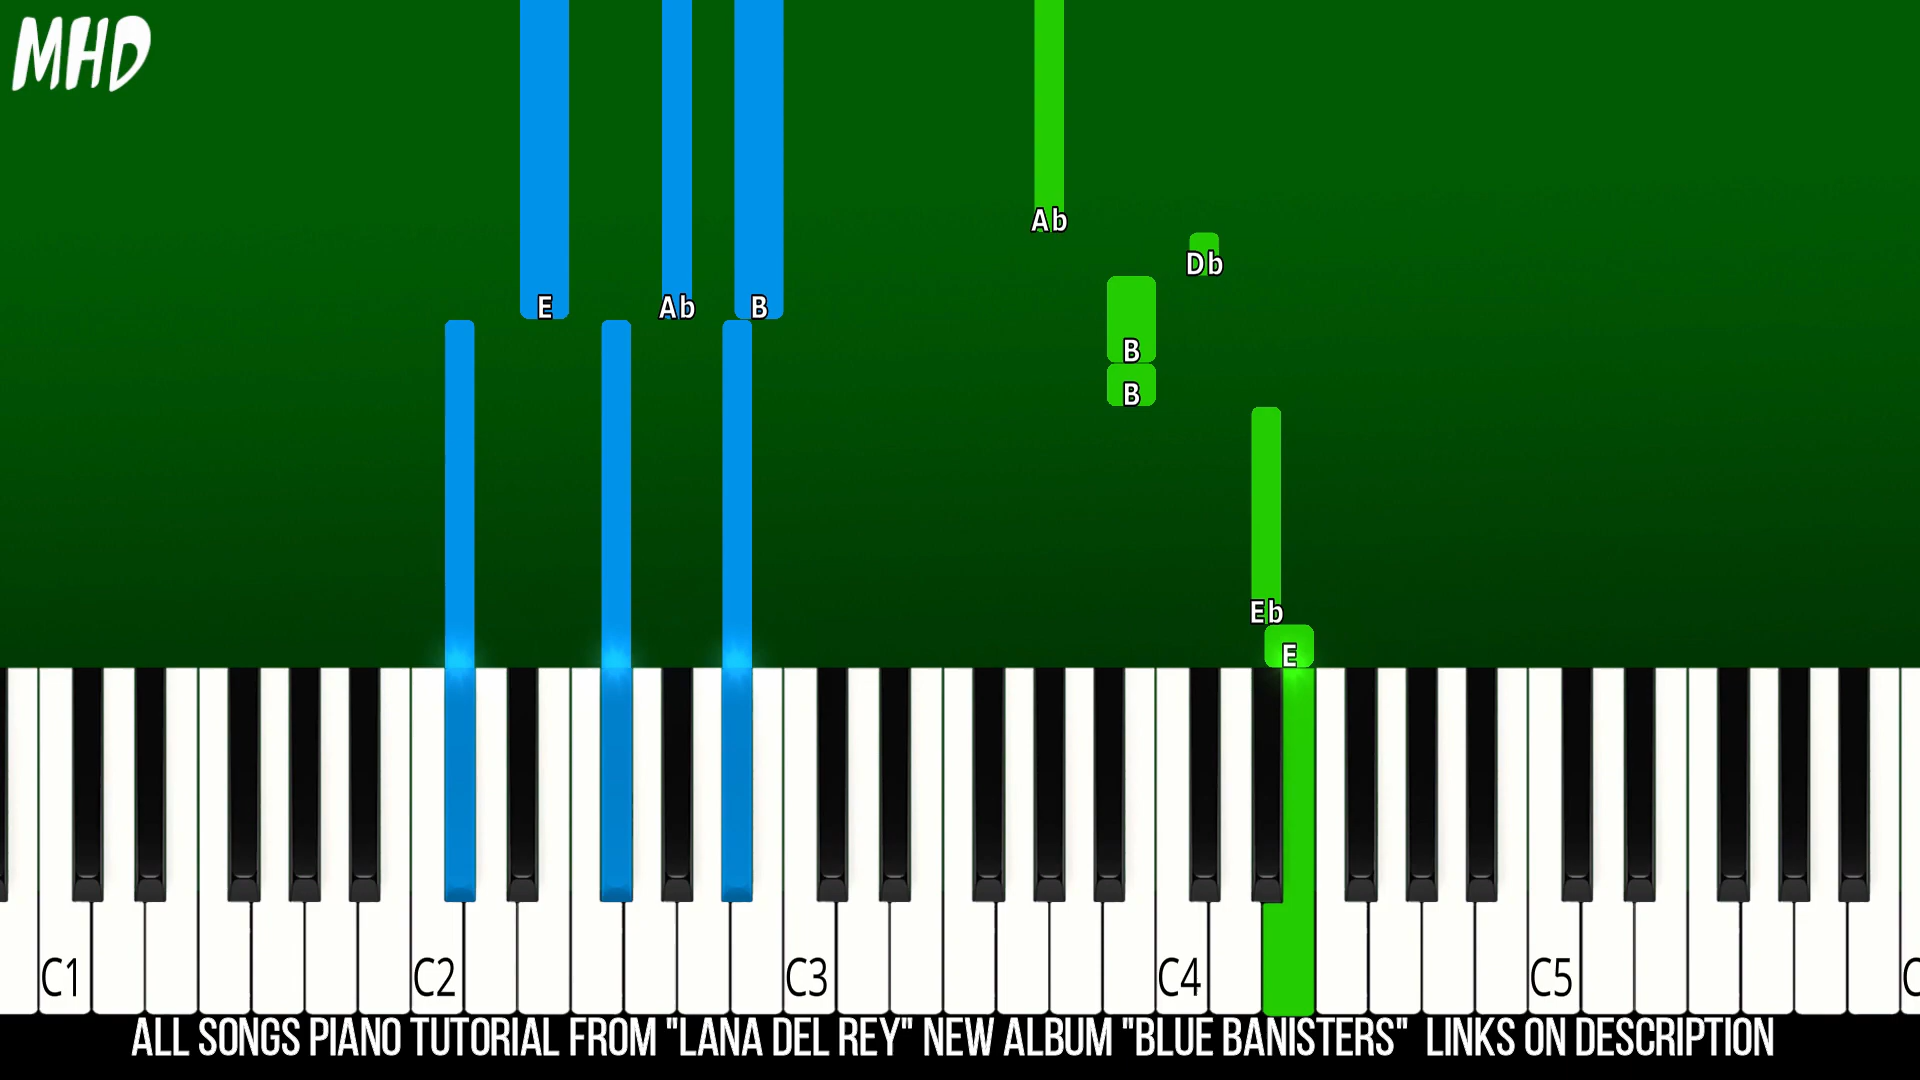 MHD
Ab
Db
E Ab B
B
B
Eb
E
C1 C2 C3 C4 C5 C
ALL SONGS PIANO TUTORIAL FROM "LANA DEL REY" NEW ALBUM "BLUE BANISTERS" LINKS ON DESCRIPTION